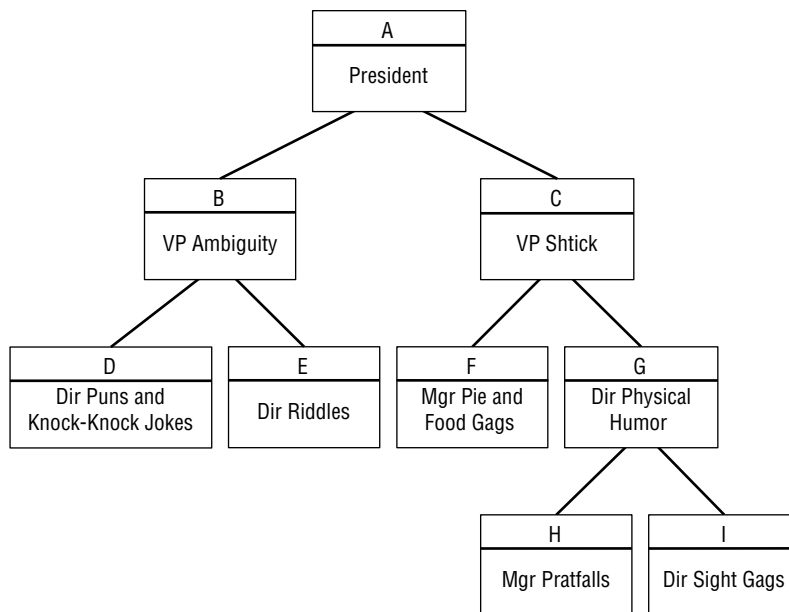 A
President
B
VP Ambiguity
C
VP Shtick
D
Dir Puns and
Knock-Knock Jokes
E
Dir Riddles
F
Mgr Pie and
Food Gags
G
Dir Physical
Humor
H
Mgr Pratfalls
I
Dir Sight Gags